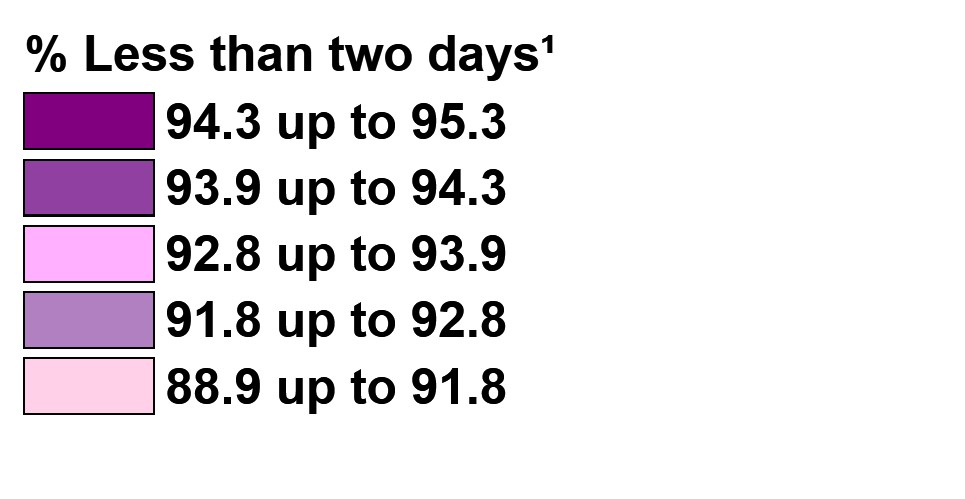 % Less than two days¹
94.3 up to 95.3
93.9 up to 94.3
92.8 up to 93.9
91.8 up to 92.8
88.9 up to 91.8